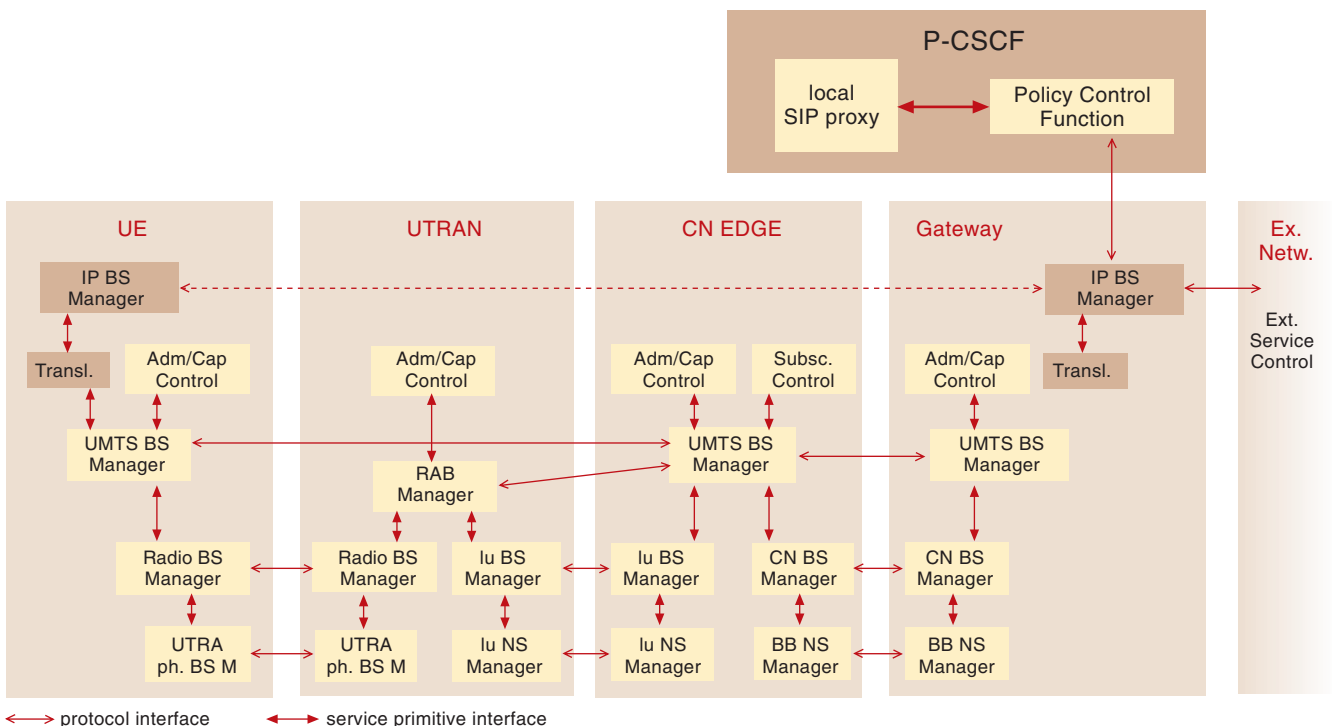 P-CSCF
local
SIP proxy
Policy Control
Function
UE
UTRAN
CN EDGE
Gateway
Ex.
Netw.
IP BS
Manager
IP BS
Manager
Ext.
Service
Control
Transl.
Adm/Cap
Control
Adm/Cap
Control
Adm/Cap
Control
Subsc.
Control
Adm/Cap
Control
Transl.
UMTS BS
Manager
RAB
Manager
UMTS BS
Manager
UMTS BS
Manager
Radio BS
Manager
Radio BS
Manager
lu BS
Manager
lu BS
Manager
CN BS
Manager
CN BS
Manager
UTRA
ph. BS M
UTRA
ph. BS M
lu NS
Manager
lu NS
Manager
BB NS
Manager
BB NS
Manager
protocol interface
service primitive interface